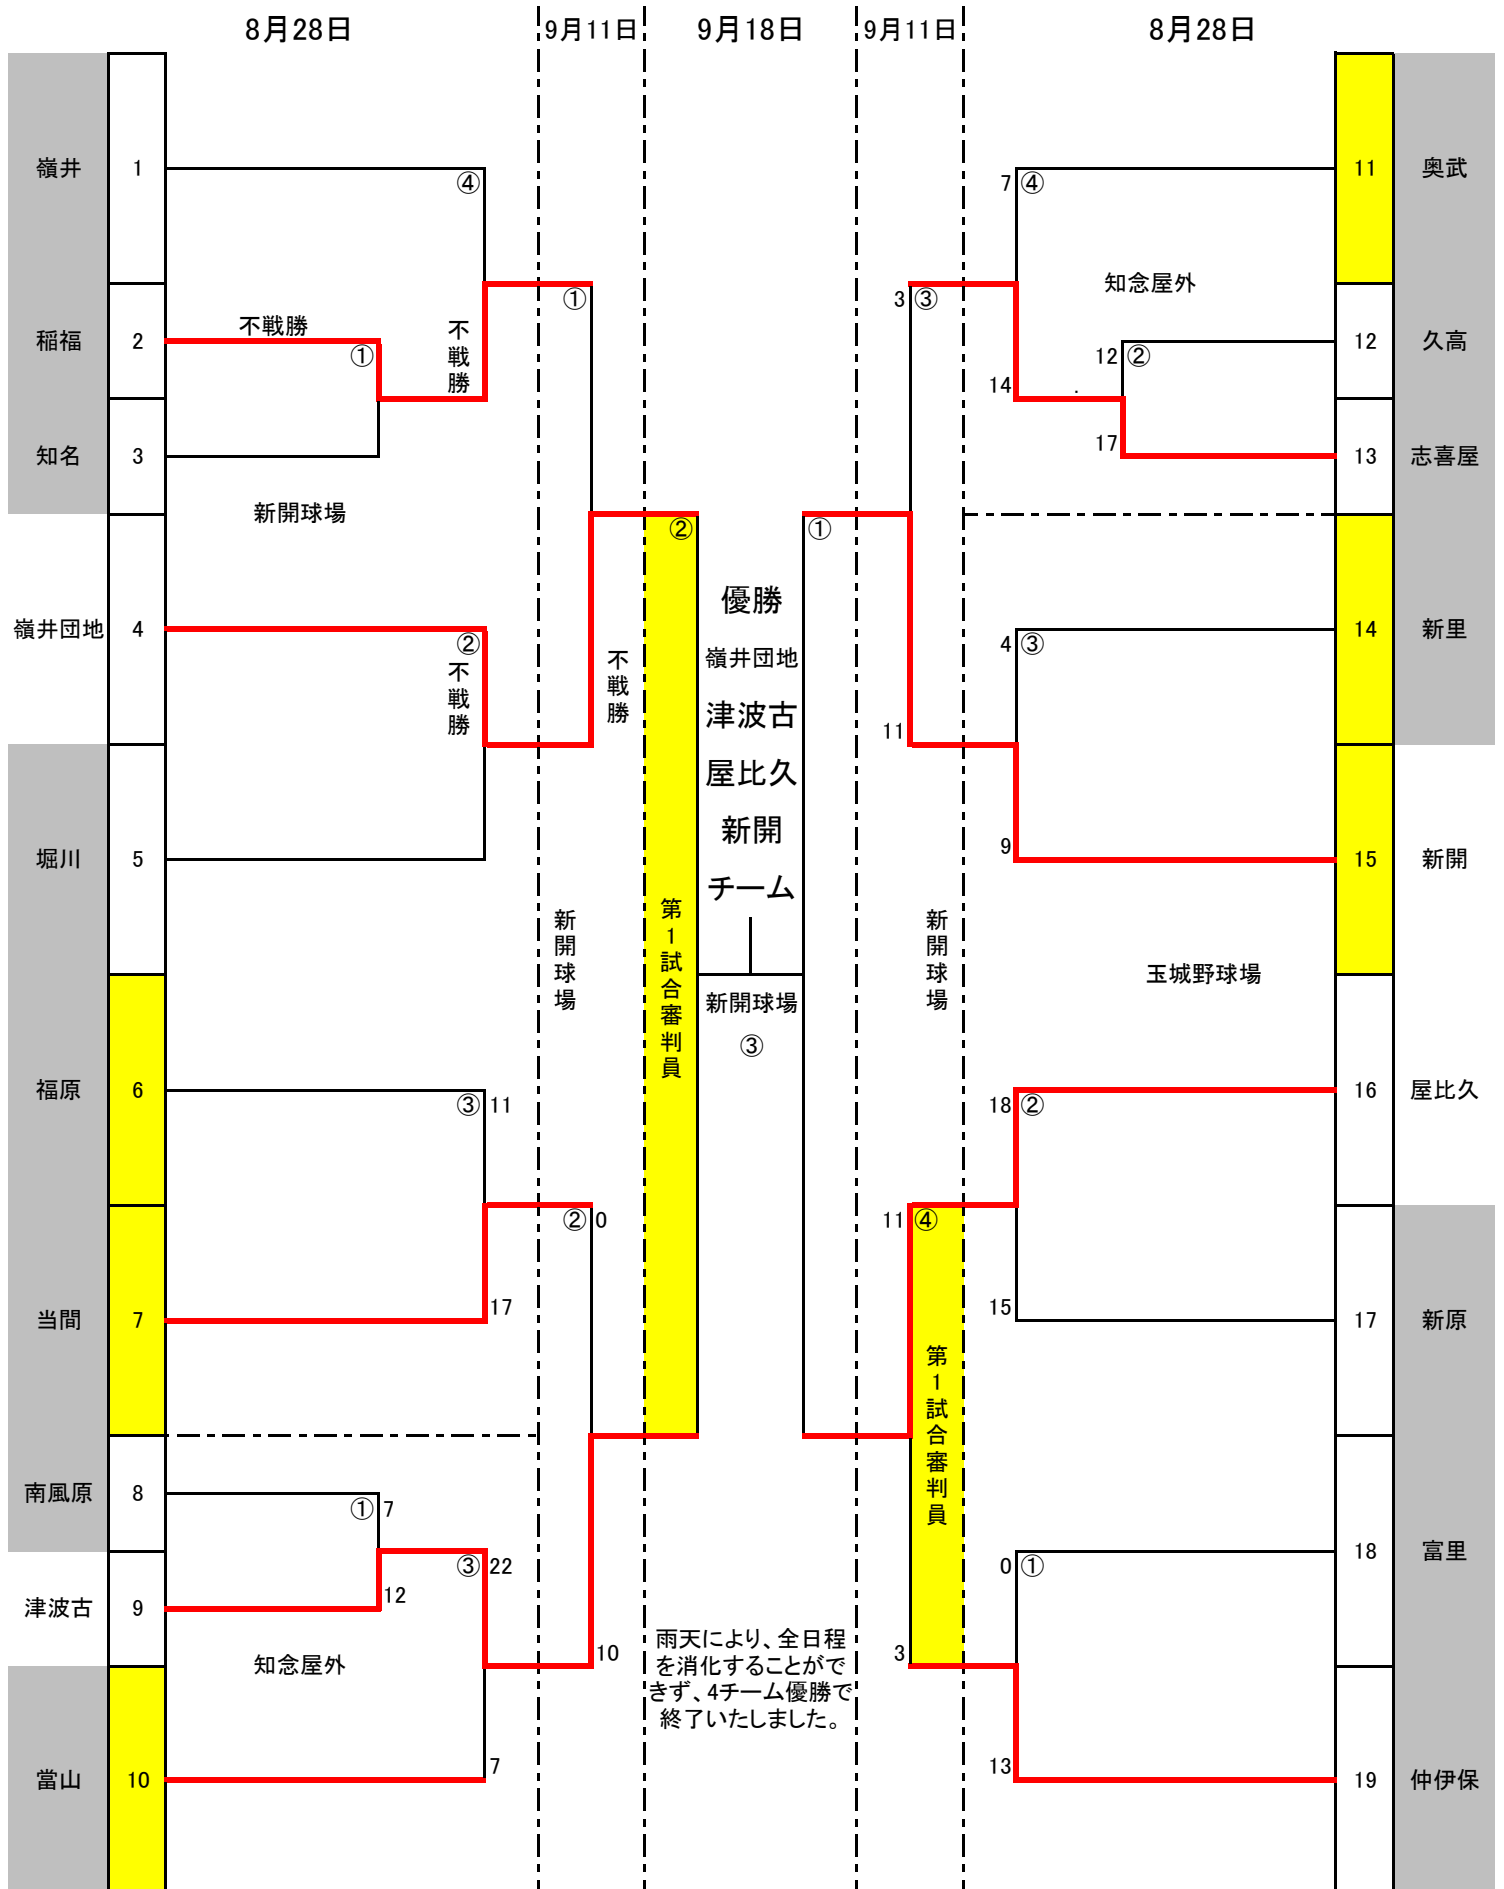 8月28日 9月11日 9月18日 9月11日 8月28日
嶺井 1 ④
稲福 2 不戦勝 ①
不戦勝
知名 3
①
新開球場
嶺井団地 4 ②
不戦勝
堀川 5
不戦勝
福原 6 ③ 11
当間 7 17
② 0
南風原 8 ① 7
津波古 9 12
③ 22
知念屋外
當山 10 7
10
新開球場
②
第1試合審判員
優勝
嶺井団地
津波古
屋比久
新開
チーム
新開球場
③
雨天により、全日程
を消化することがで
きず、4チーム優勝で
終了いたしました。
①
3 ③
11
新開球場
11 ④
第1試合審判員
3
7 ④ 11 奥武
知念屋外
12 ② 12 久高
14 .
17 13 志喜屋
4 ③ 14 新里
9 15 新開
玉城野球場
18 ② 16 屋比久
15 17 新原
0 ① 18 富里
13 19 仲伊保